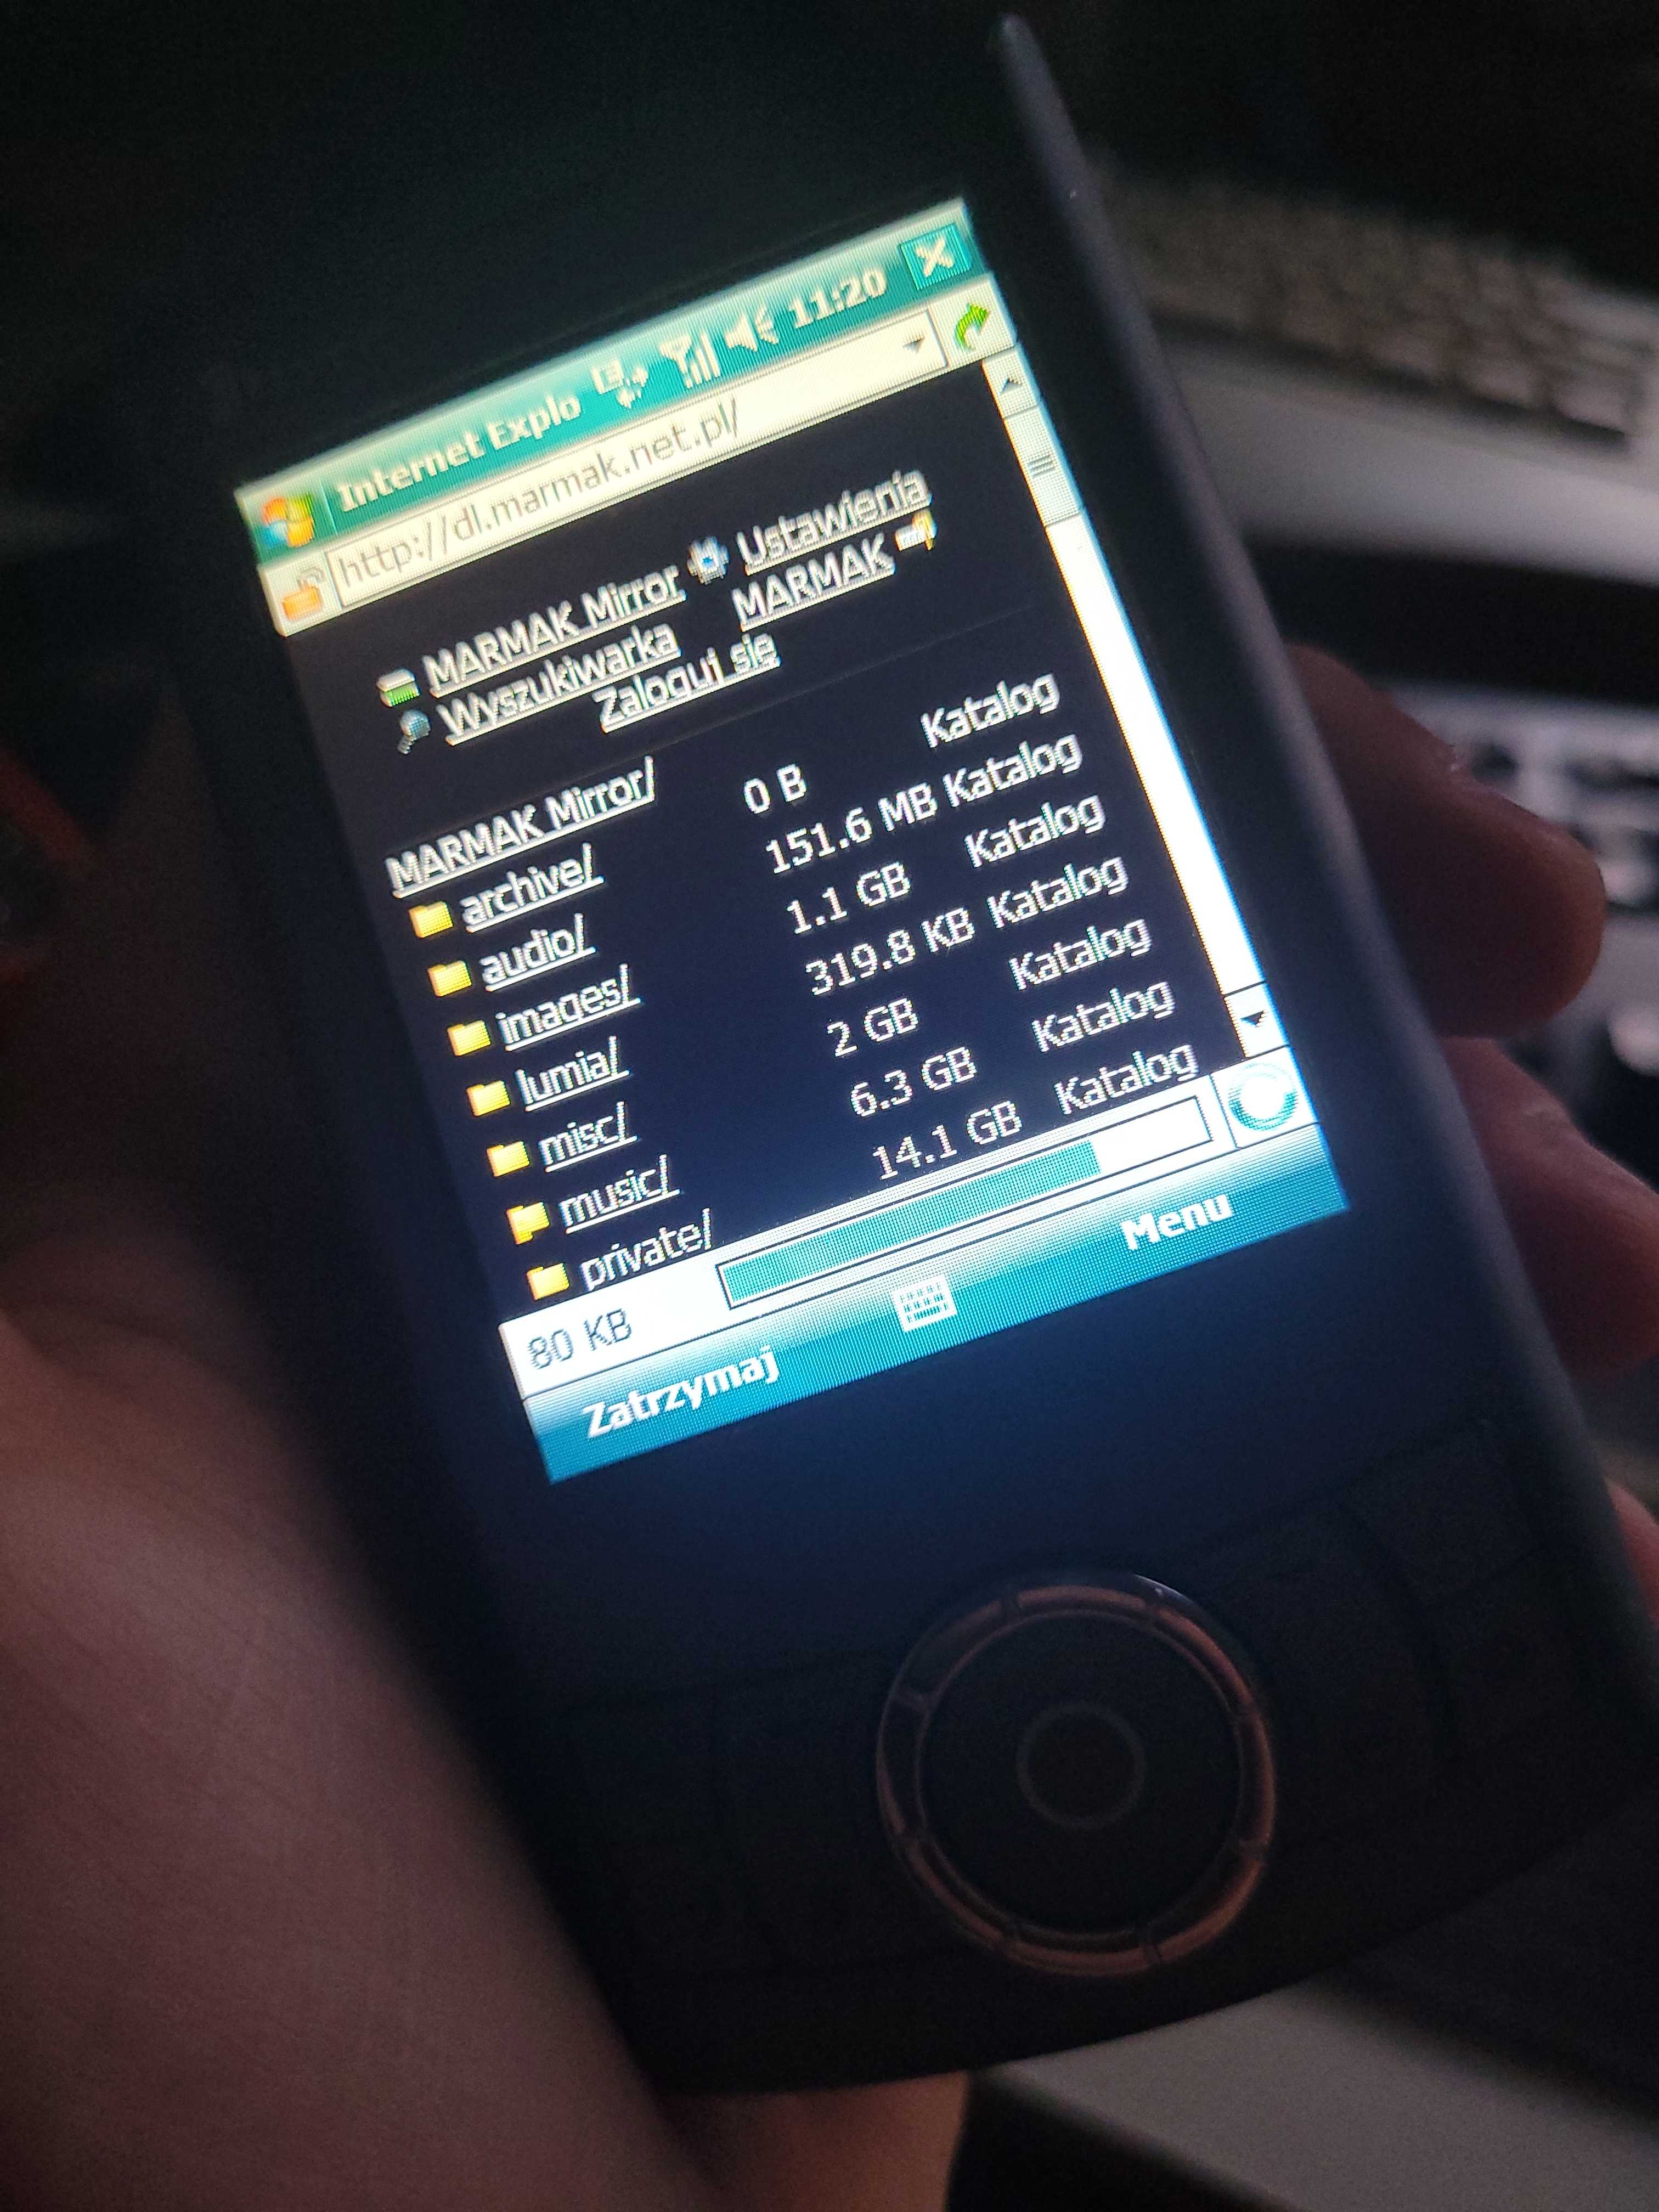 Internet Explo 11:20
http://dl.marmak.net.pl/
MARMAK Mirror Ustawienia
Wyszukiwarka MARMAK
Zaloguj się
MARMAK Mirror/
archive/ 0 B Katalog
audio/ 151.6 MB Katalog
images/ 1.1 GB Katalog
lumia/ 319.8 KB Katalog
misc/ 2 GB Katalog
music/ 6.3 GB Katalog
private/ 14.1 GB Katalog
80 KB
Zatrzymaj Menu